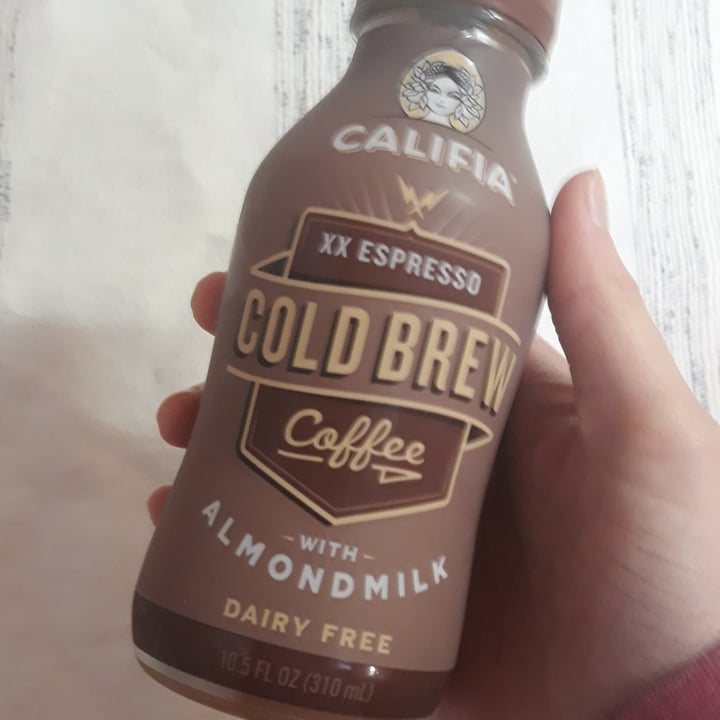 CALIFIA
XX ESPRESSO
COLD BREW
Coffee
WITH
ALMONDMILK
DAIRY FREE
10.5 FL OZ (310 mL)